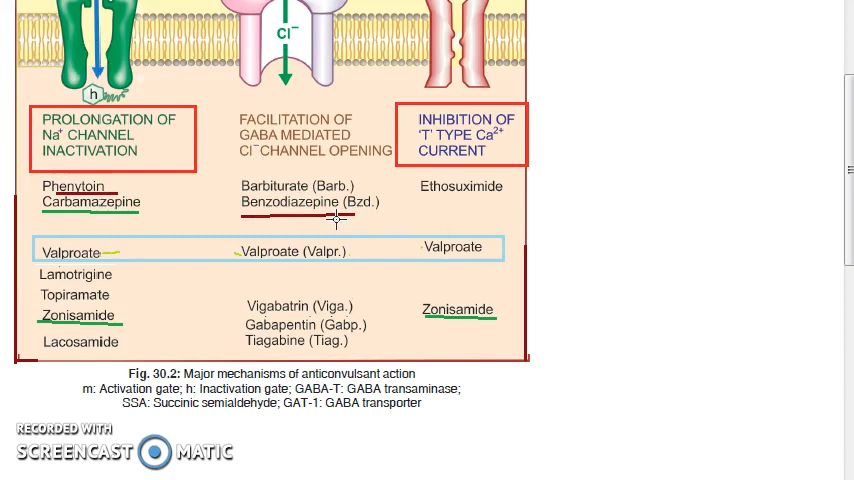 Cl⁻
h
PROLONGATION OF
Na⁺ CHANNEL
INACTIVATION
Phenytoin
Carbamazepine
Valproate
Lamotrigine
Topiramate
Zonisamide
Lacosamide
FACILITATION OF
GABA MEDIATED
Cl⁻CHANNEL OPENING
Barbiturate (Barb.)
Benzodiazepine (Bzd.)
Valproate (Valpr.)
Vigabatrin (Viga.)
Gabapentin (Gabp.)
Tiagabine (Tiag.)
INHIBITION OF
'T' TYPE Ca²⁺
CURRENT
Ethosuximide
Valproate
Zonisamide
Fig. 30.2: Major mechanisms of anticonvulsant action
m: Activation gate; h: Inactivation gate; GABA-T: GABA transaminase;
SSA: Succinic semialdehyde; GAT-1: GABA transporter
RECORDED WITH
SCREENCAST MATIC